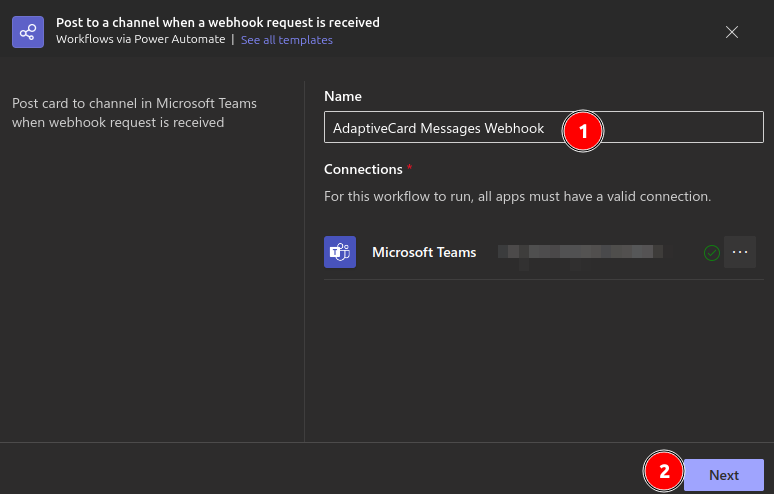 Post to a channel when a webhook request is received
Workflows via Power Automate | See all templates
Post card to channel in Microsoft Teams
when webhook request is received
Name
AdaptiveCard Messages Webhook
1
Connections *
For this workflow to run, all apps must have a valid connection.
T
Microsoft Teams
...
2
Next